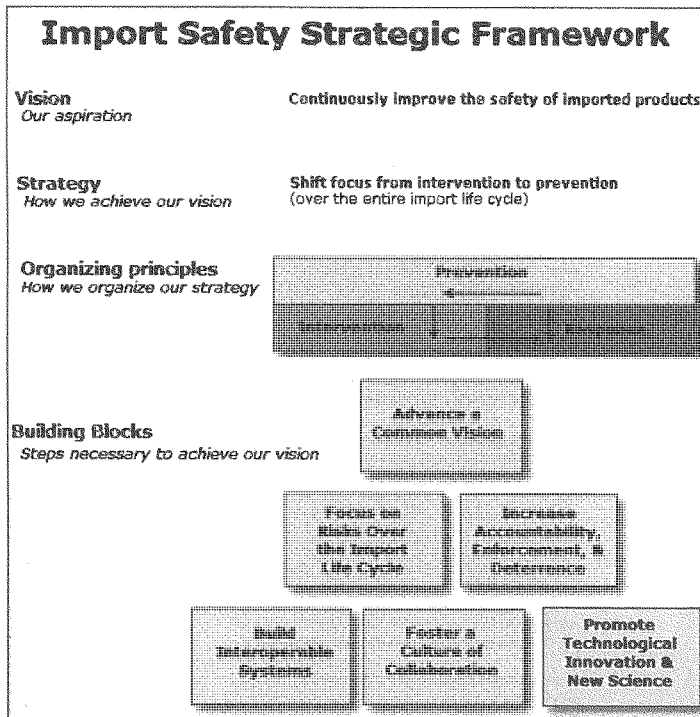 Import Safety Strategic Framework
Vision
Our aspiration
Continuously improve the safety of imported products
Strategy
How we achieve our vision
Shift focus from intervention to prevention
(over the entire import life cycle)
Organizing principles
How we organize our strategy
Prevention
Intervention
Response
Building Blocks
Steps necessary to achieve our vision
Advance a
Common Vision
Focus on
Risks Over
the Import
Life Cycle
Increase
Accountability,
Enforcement, &
Deterrence
Build
Interoperable
Systems
Foster a
Culture of
Collaboration
Promote
Technological
Innovation &
New Science